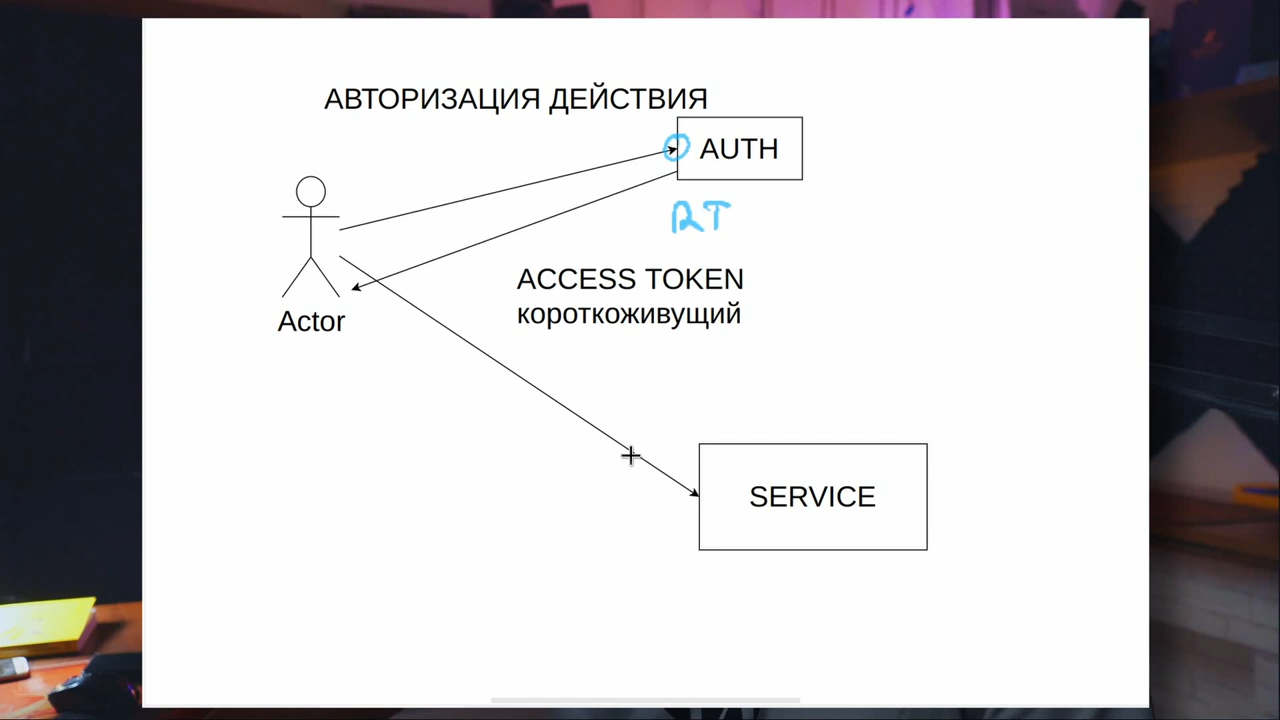 АВТОРИЗАЦИЯ ДЕЙСТВИЯ
AUTH
RT
ACCESS TOKEN
короткоживущий
Actor
SERVICE